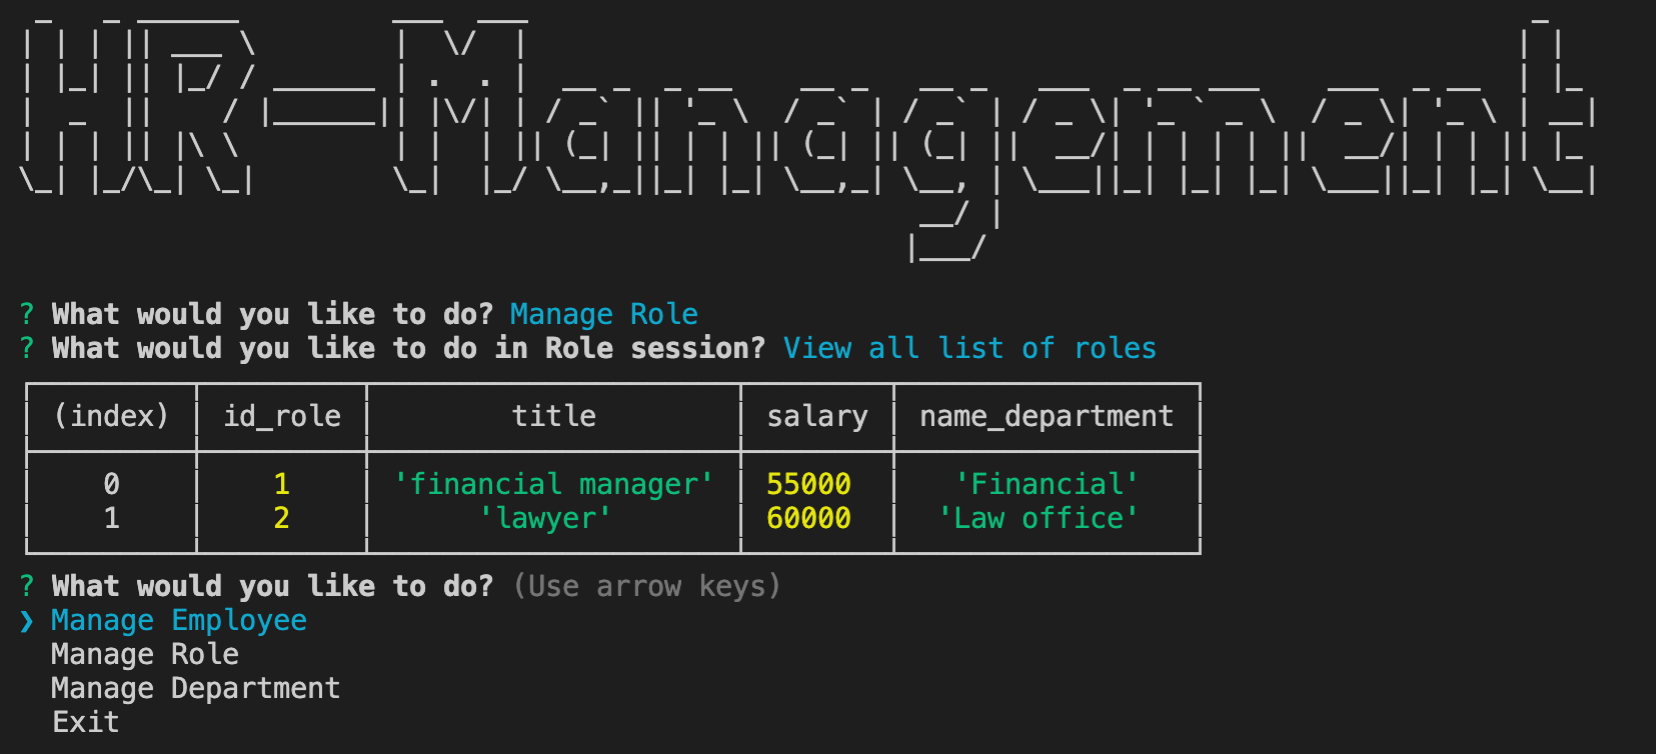 HR-Management
? What would you like to do? Manage Role
? What would you like to do in Role session? View all list of roles
(index) id_role title salary name_department
0 1 'financial manager' 55000 'Financial'
1 2 'lawyer' 60000 'Law office'
? What would you like to do? (Use arrow keys)
❯ Manage Employee
Manage Role
Manage Department
Exit